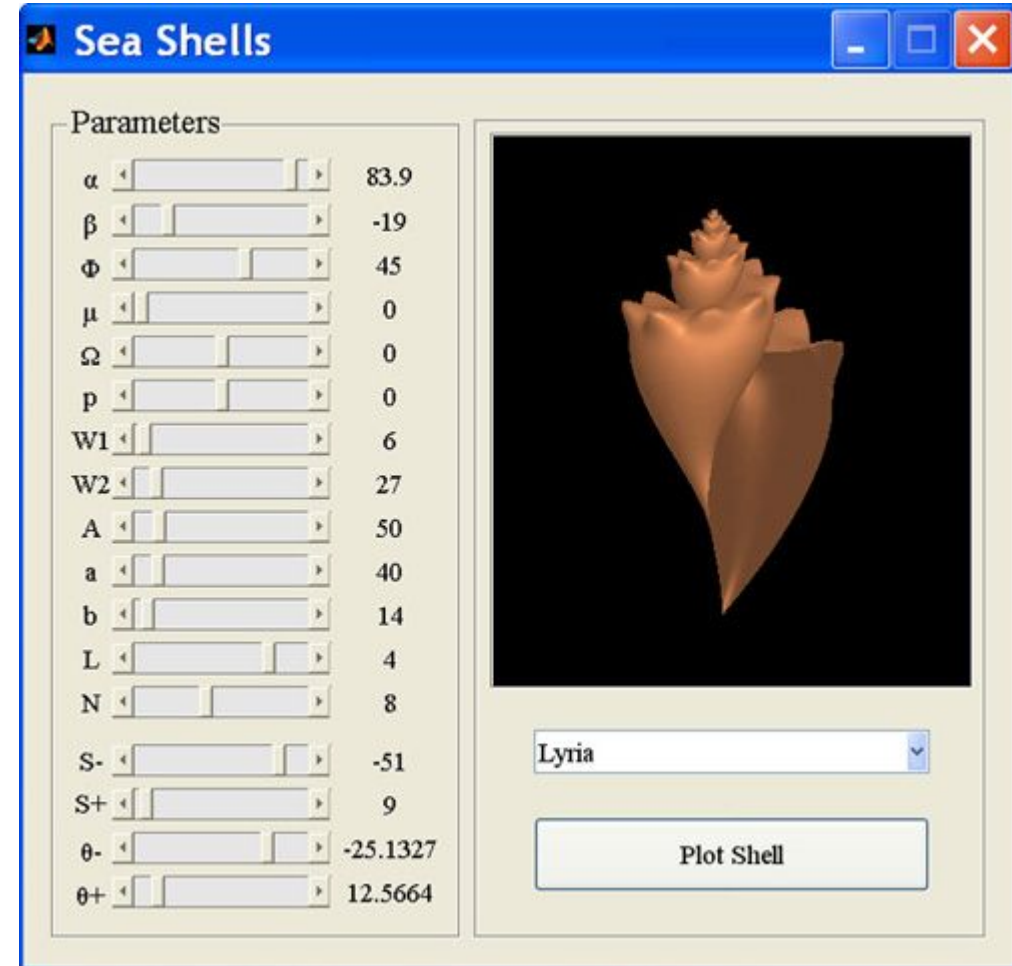 Sea Shells
Parameters
α 83.9
β -19
Φ 45
μ 0
Ω 0
p 0
W1 6
W2 27
A 50
a 40
b 14
L 4
N 8
S- -51
S+ 9
θ- -25.1327
θ+ 12.5664
Lyria
Plot Shell